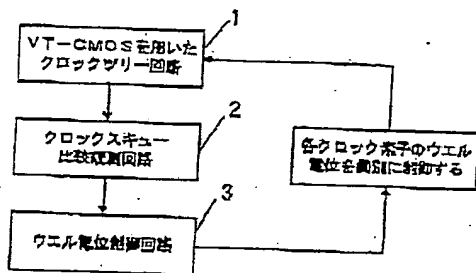 1
VT-CMOSを用いた
クロックツリー回路
2
クロックスキュー
比較観測回路
3
ウエル電位制御回路
各クロック素子のウエル
電位を個別に制御する